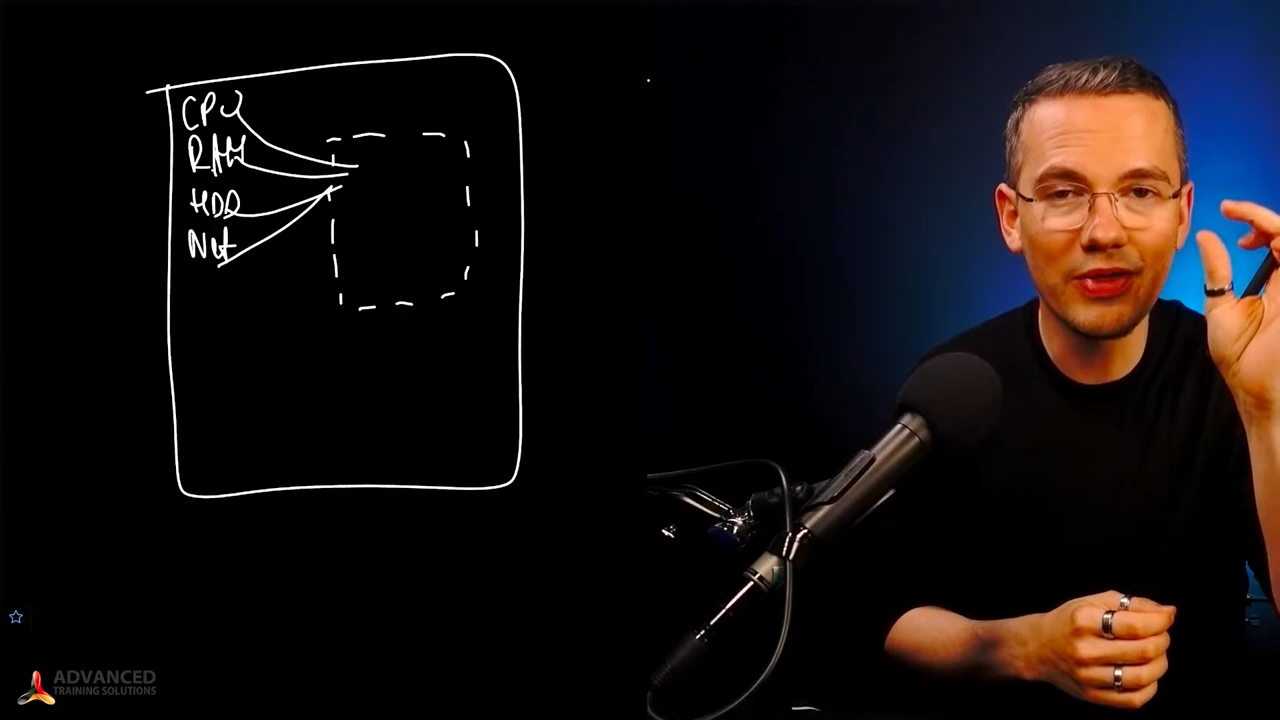 CPU
RAM
HDD
Net
ADVANCED
TRAINING SOLUTIONS